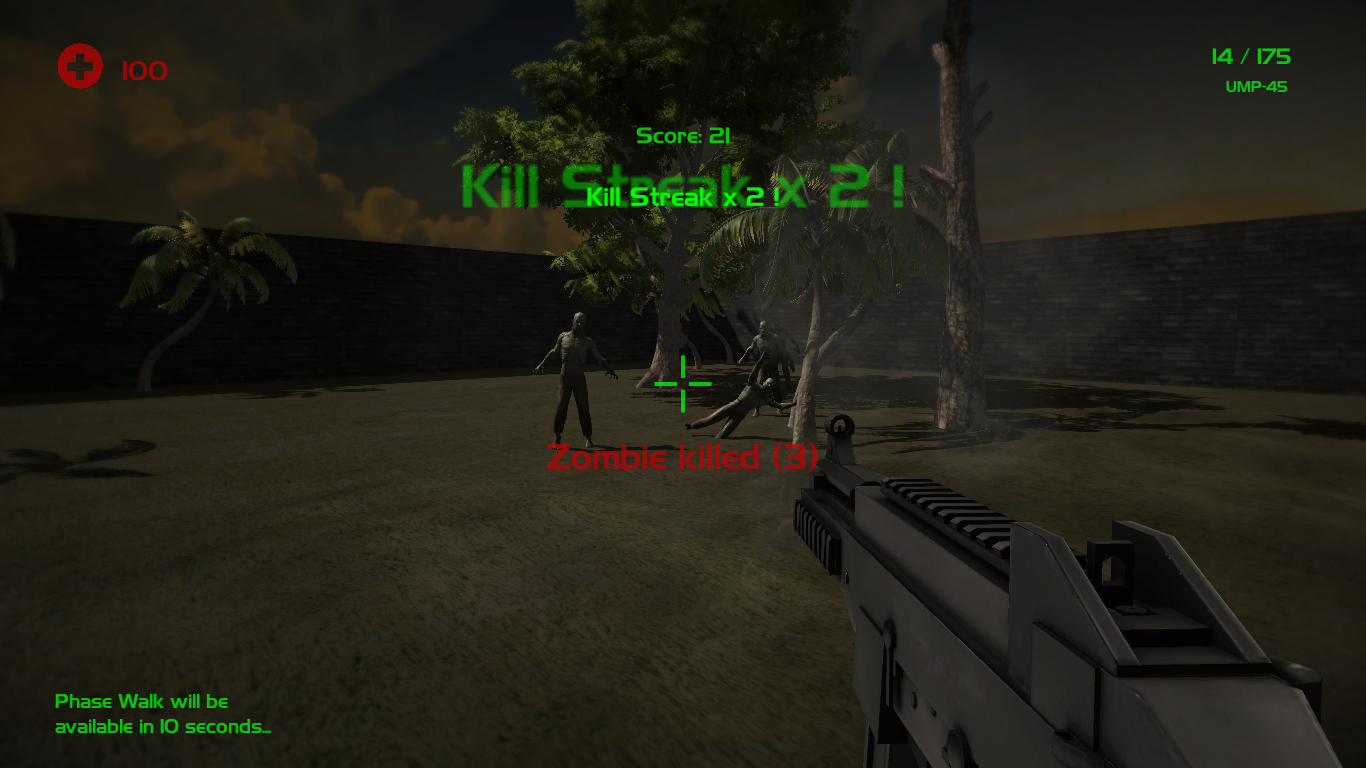 100
14 / 175
UMP-45
Score: 21
Kill Streak x 2 !
Kill Streak x 2 !
Zombie killed (3)
Phase Walk will be
available in 10 seconds...